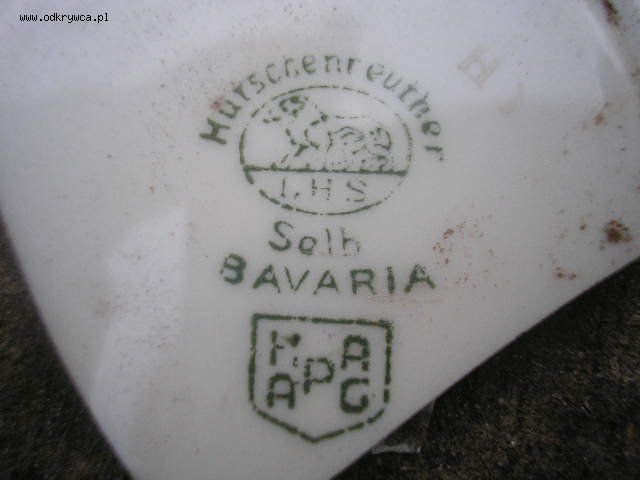 www.odkrywca.pl
H
Hutschenreuther
L H S
Selb
BAVARIA
H A
P
A G